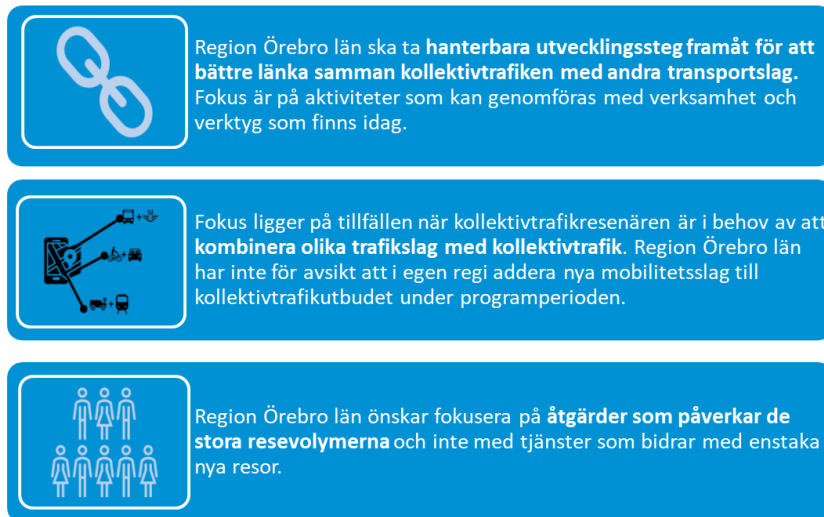 Region Örebro län ska ta hanterbara utvecklingssteg framåt för att
bättre länka samman kollektivtrafiken med andra transportslag.
Fokus är på aktiviteter som kan genomföras med verksamhet och
verktyg som finns idag.
Fokus ligger på tillfällen när kollektivtrafikresenären är i behov av att
kombinera olika trafikslag med kollektivtrafik. Region Örebro län
har inte för avsikt att i egen regi addera nya mobilitetsslag till
kollektivtrafikutbudet under programperioden.
Region Örebro län önskar fokusera på åtgärder som påverkar de
stora resevolymerna och inte med tjänster som bidrar med enstaka
nya resor.